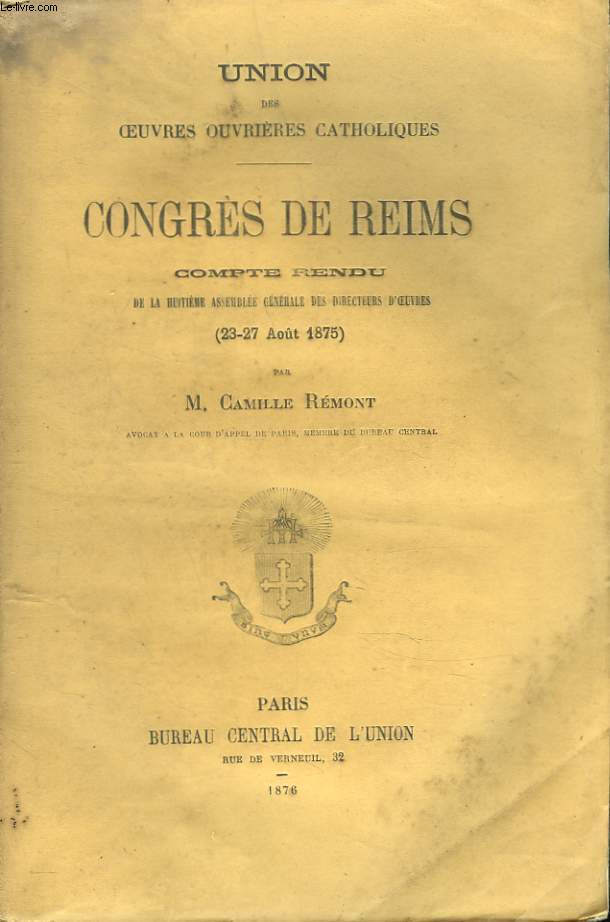 ©Le-livre.com
UNION
DES
ŒUVRES OUVRIÈRES CATHOLIQUES
CONGRÈS DE REIMS
COMPTE RENDU
DE LA HUITIÈME ASSEMBLÉE GÉNÉRALE DES DIRECTEURS D'ŒUVRES
(23-27 Août 1875)
PAR
M. CAMILLE RÉMONT
AVOCAT A LA COUR D'APPEL DE PARIS, MEMBRE DU BUREAU CENTRAL
SINT UNUM
PARIS
BUREAU CENTRAL DE L'UNION
RUE DE VERNEUIL, 32
1876